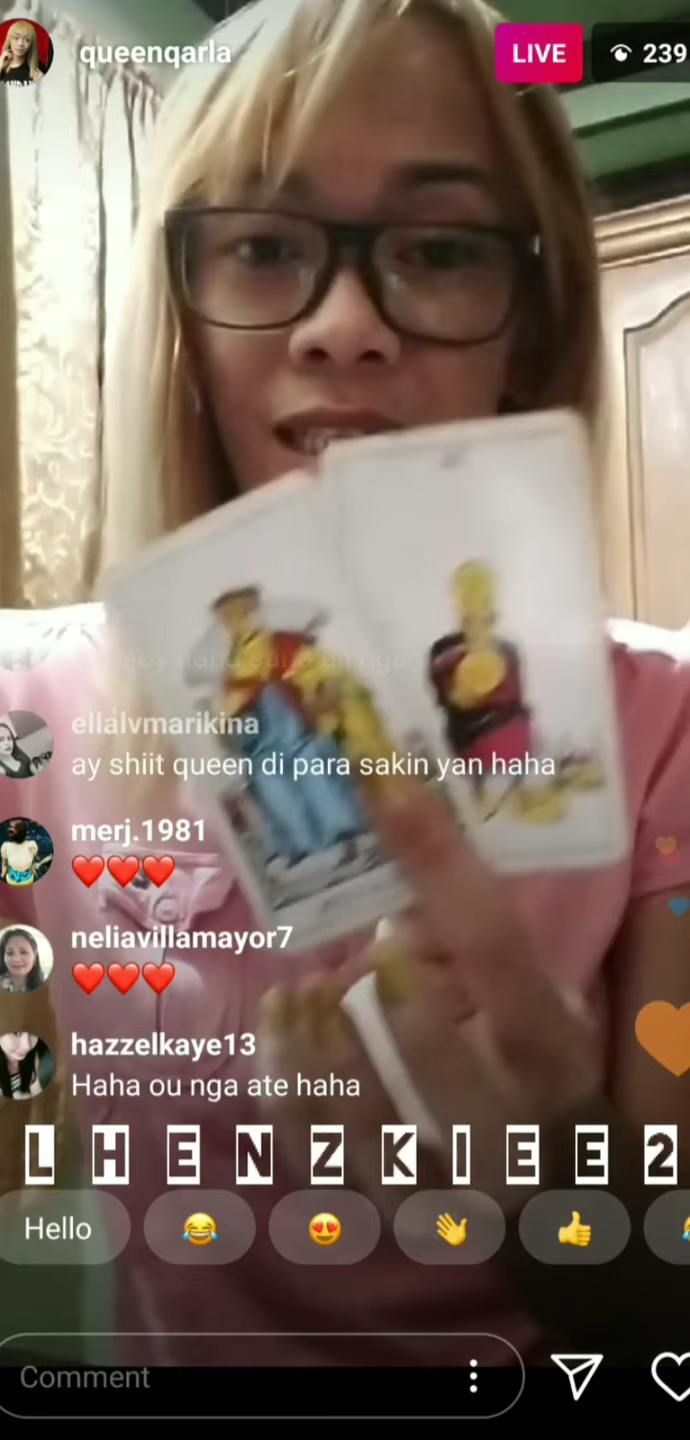 queenqarla
LIVE
239
ellalvmarikina
ay shiit queen di para sakin yan haha
merj.1981
❤️❤️❤️
neliavillamayor7
❤️❤️❤️
hazzelkaye13
Haha ou nga ate haha
L H E N Z K I E E 2
Hello
Comment